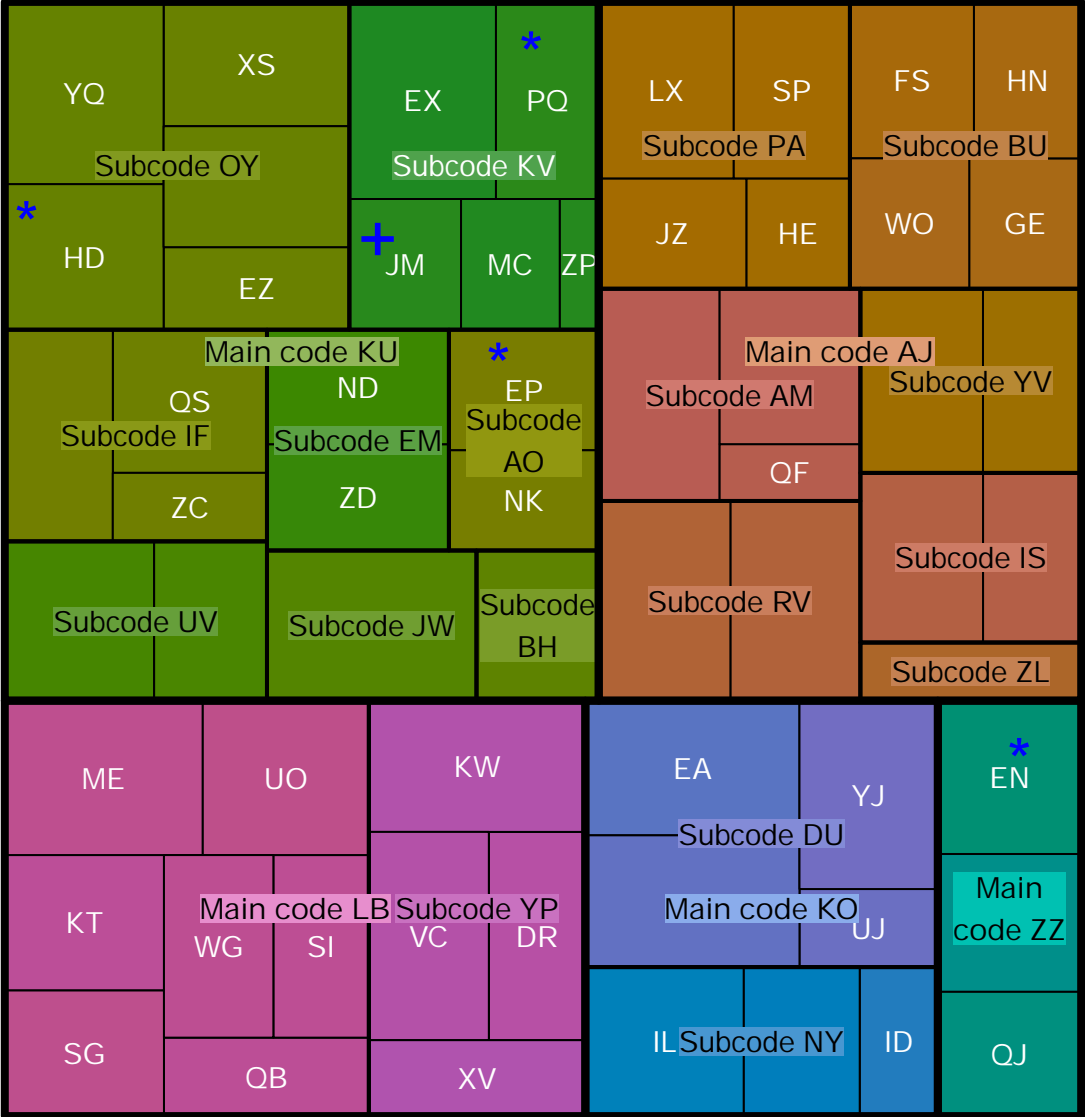 YQ
XS
Subcode OY
HD
*
EZ
EX
PQ
*
Subcode KV
+
JM
MC
ZP
LX
SP
Subcode PA
JZ
HE
FS
HN
Subcode BU
WO
GE
Main code KU
QS
Subcode IF
ZC
ND
Subcode EM
ZD
*
EP
Subcode
AO
NK
Main code AJ
Subcode AM
QF
Subcode YV
Subcode UV
Subcode JW
Subcode
BH
Subcode RV
Subcode IS
Subcode ZL
ME
UO
KW
EA
YJ
Subcode DU
*
EN
KT
Main code LB
WG
SI
Subcode YP
VC
DR
Main code KO
UJ
Main
code ZZ
SG
QB
XV
IL
Subcode NY
ID
QJ